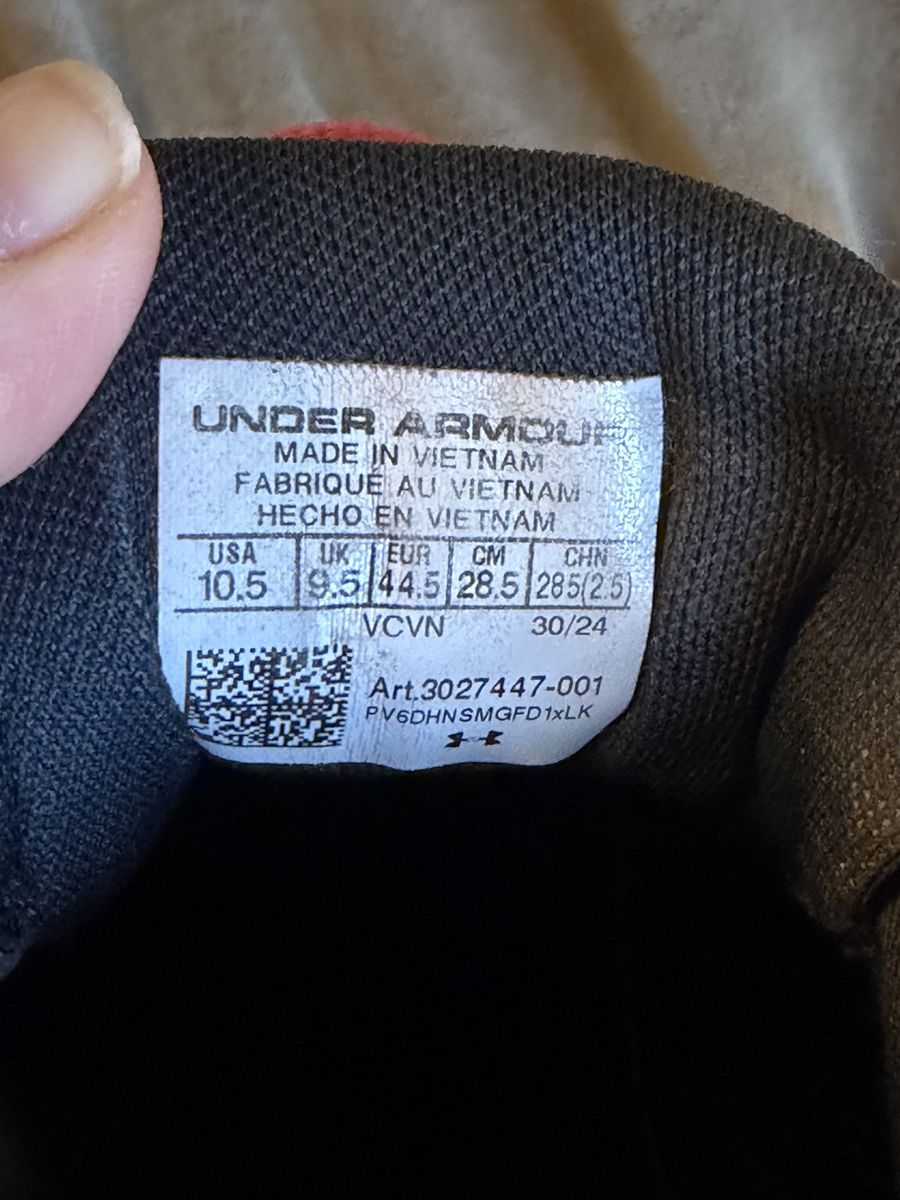 UNDER ARMOUR
MADE IN VIETNAM
FABRIQUE AU VIETNAM
HECHO EN VIETNAM
USA UK EUR CM CHN
10.5 9.5 44.5 28.5 285(2.5)
VCVN 30/24
Art.3027447-001
PV6DHNSMGFD1xLK